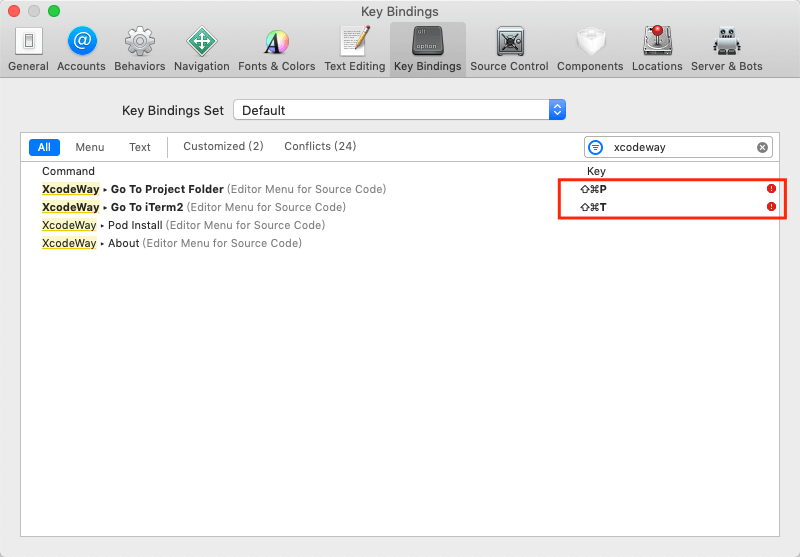 Key Bindings
General Accounts Behaviors Navigation Fonts & Colors Text Editing Key Bindings Source Control Components Locations Server & Bots
Key Bindings Set Default
All Menu Text Customized (2) Conflicts (24) xcodeway
Command Key
XcodeWay ▸ Go To Project Folder (Editor Menu for Source Code) ⇧⌘P
XcodeWay ▸ Go To iTerm2 (Editor Menu for Source Code) ⇧⌘T
XcodeWay ▸ Pod Install (Editor Menu for Source Code)
XcodeWay ▸ About (Editor Menu for Source Code)